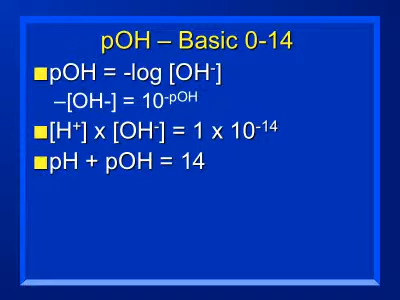 pOH – Basic 0-14
■pOH = -log [OH⁻]
–[OH-] = 10⁻ᵖᴼᴴ
■[H⁺] x [OH⁻] = 1 x 10⁻¹⁴
■pH + pOH = 14